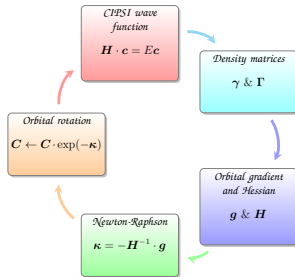 CIPSI wave
function
H · c = Ec
Density matrices
γ & Γ
Orbital gradient
and Hessian
g & H
Newton-Raphson
κ = −H⁻¹ · g
Orbital rotation
C ← C · exp(−κ)